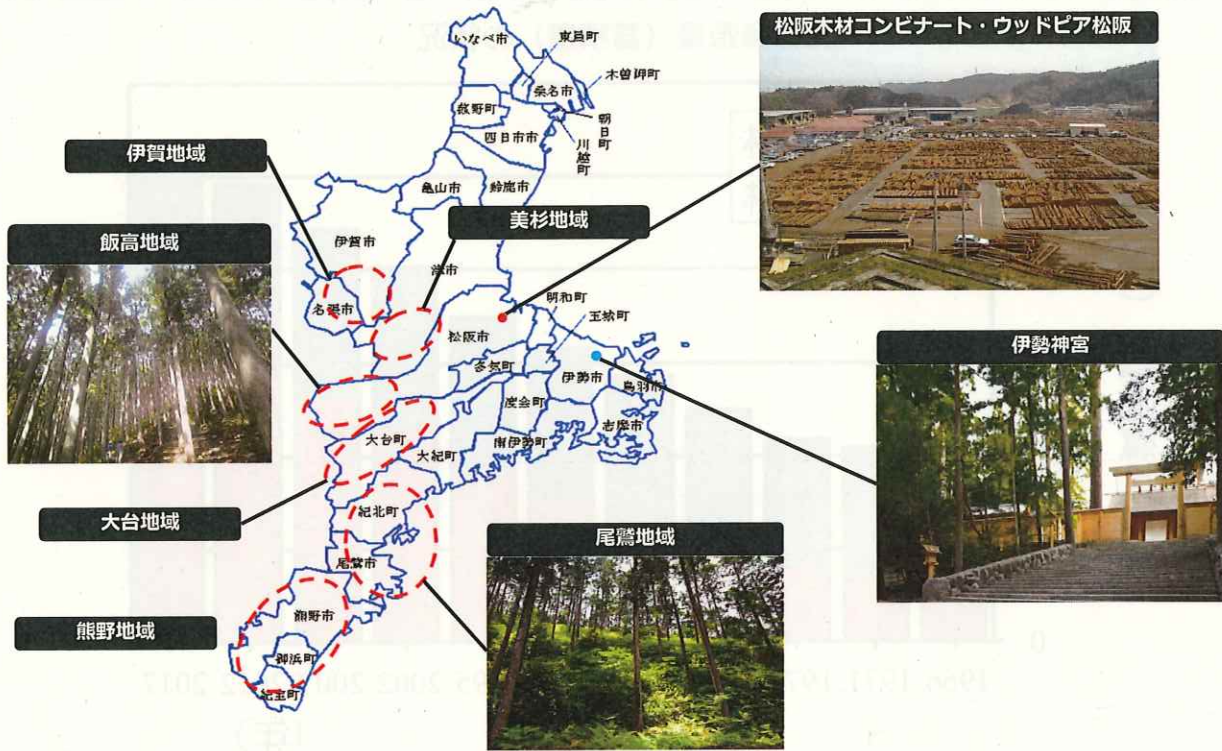 松阪木材コンビナート・ウッドピア松阪
いなべ市
東員町
木曽岬町
桑名市
菰野町
朝日町
四日市市
川越町
伊賀地域
亀山市
鈴鹿市
美杉地域
飯高地域
伊賀市
津市
名張市
明和町
玉城町
松阪市
多気町
伊勢市
鳥羽市
伊勢神宮
度会町
志摩市
大台町
南伊勢町
大紀町
大台地域
紀北町
尾鷲地域
尾鷲市
熊野市
熊野地域
御浜町
紀宝町
0
1966 1971
2002
2017
(年)